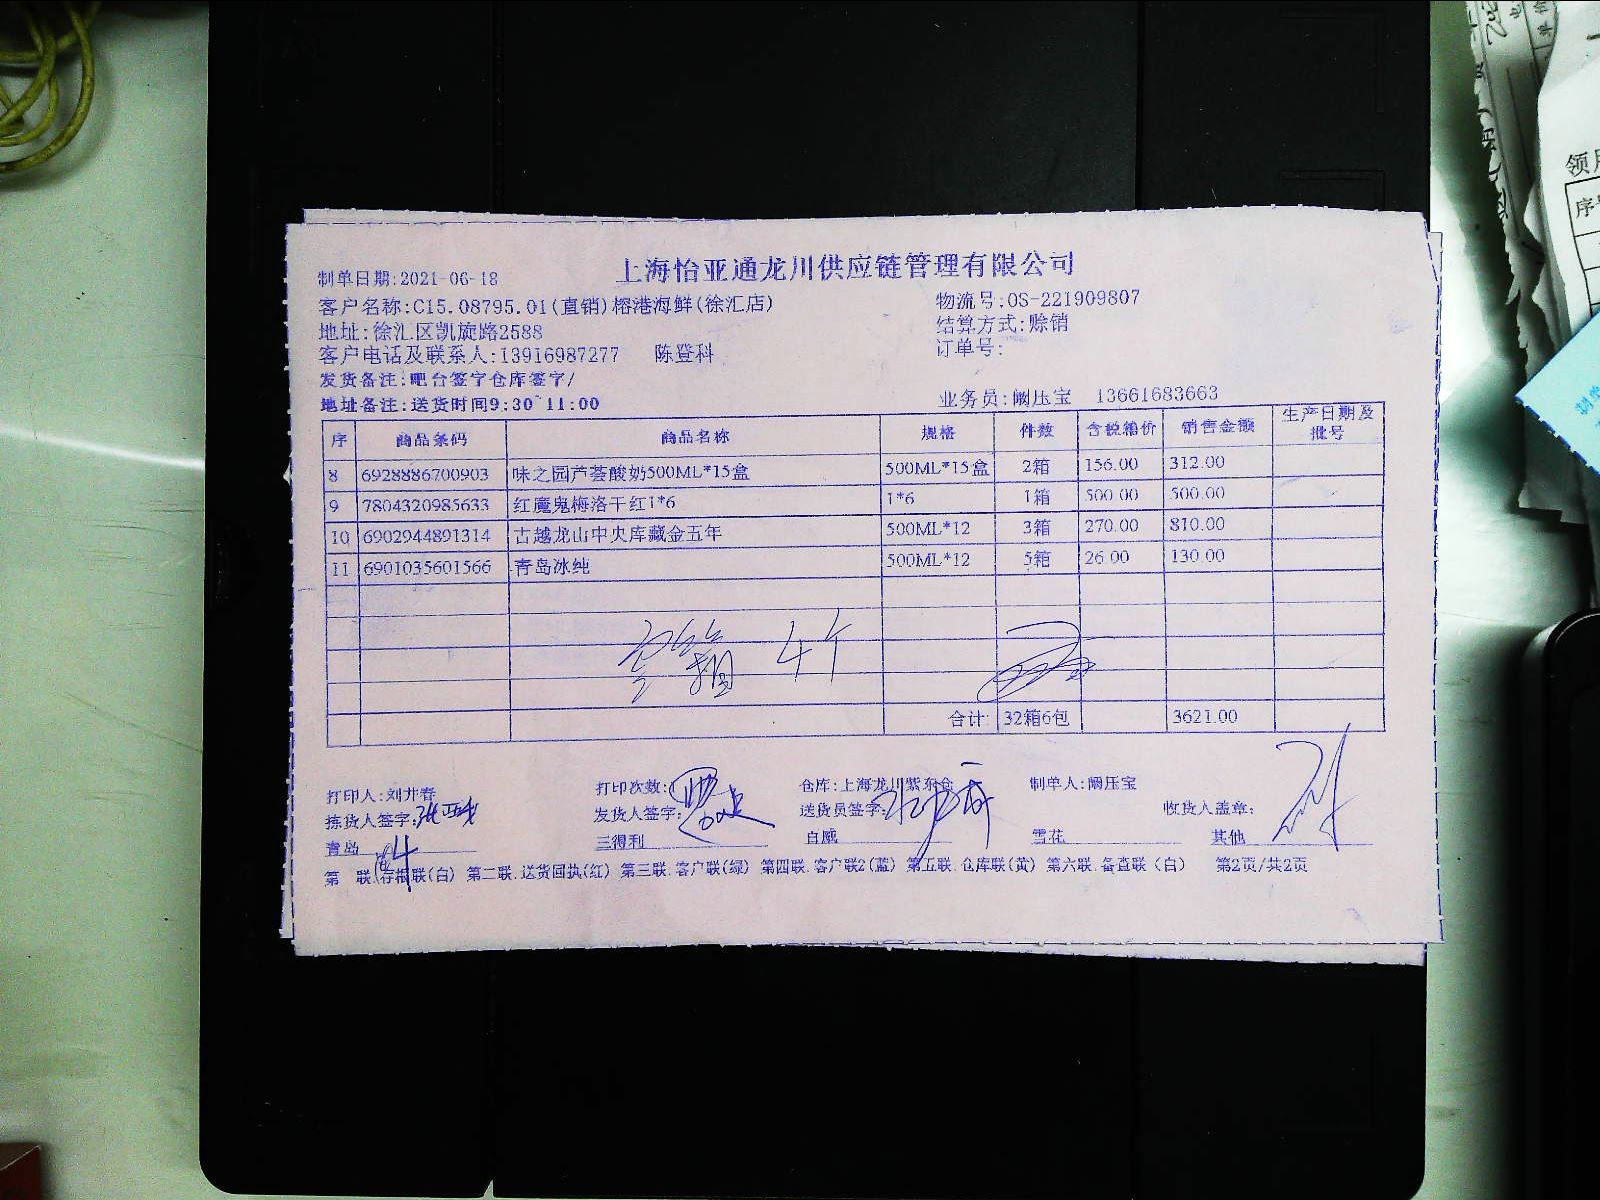 上海怡亚通龙川供应链管理有限公司
制单日期:2021-06-18
客户名称:C15.08795.01(直销)榕港海鲜(徐汇店) 物流号:OS-221909807
地址:徐汇区凯旋路2588 结算方式:赊销
客户电话及联系人:13916987277 陈登科 订单号:
发货备注:吧台签字仓库签字/
地址备注:送货时间9:30~11:00 业务员:阚压宝 13661683663
序 商品条码 商品名称 规格 件数 含税箱价 销售金额 生产日期及批号
8 6928886700903 味之园芦荟酸奶500ML*15盒 500ML*15盒 2箱 156.00 312.00
9 7804320985633 红魔鬼梅洛干红1*6 1*6 1箱 500.00 500.00
10 6902944891314 古越龙山中央库藏金五年 500ML*12 3箱 270.00 810.00
11 6901035601566 青岛冰纯 500ML*12 5箱 26.00 130.00
空箱 4个
合计: 32箱6包 3621.00
打印人:刘井春 打印次数: 仓库:上海龙川紫东仓 制单人:阚压宝
拣货人签字: 发货人签字: 送货员签字: 收货人盖章:
青岛 三得利 百威 雪花 其他
第 联.存根联(白) 第二联.送货回执(红) 第三联.客户联(绿) 第四联.客户联2(蓝) 第五联.仓库联(黄) 第六联.备查联(白) 第2页/共2页
领
序